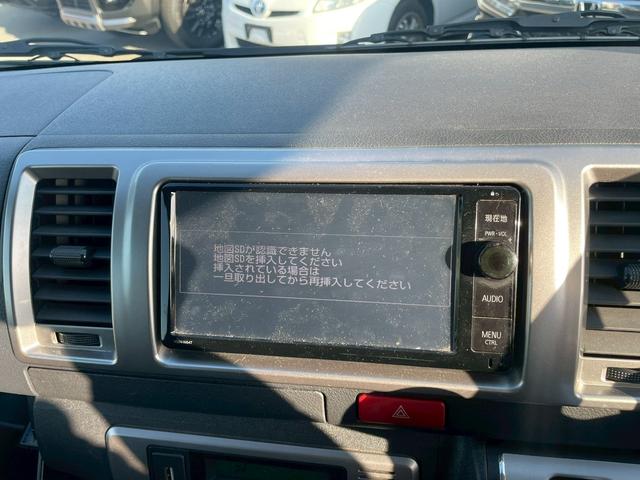 地図SDが認識できません
地図SDを挿入してください
挿入されている場合は
一旦取り出してから再挿入してください
現在地
PWR・VOL
AUDIO
MENU
CTRL